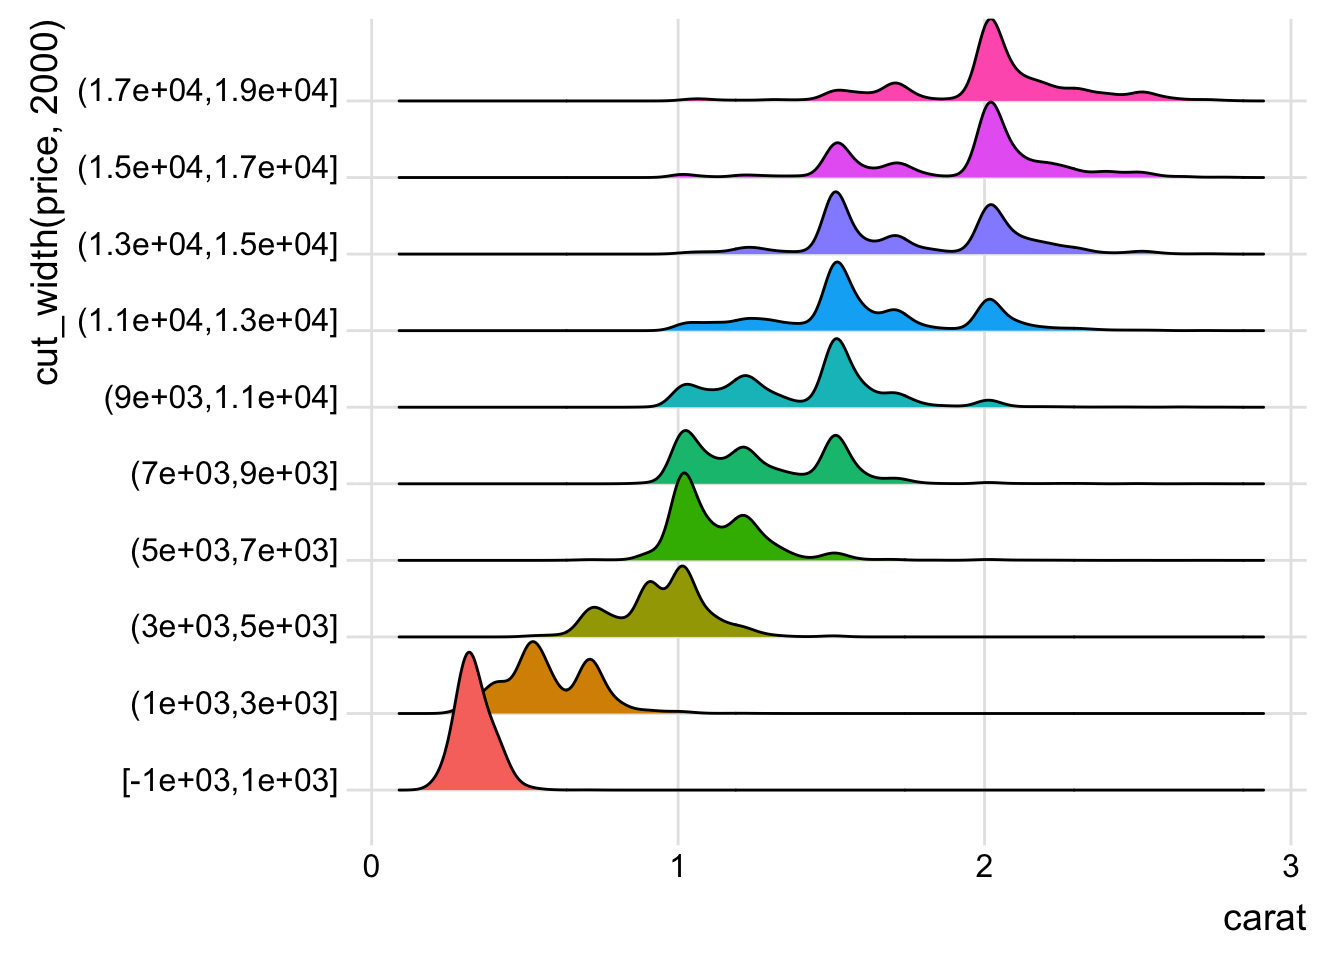 cut_width(price, 2000)
(1.7e+04,1.9e+04]
(1.5e+04,1.7e+04]
(1.3e+04,1.5e+04]
(1.1e+04,1.3e+04]
(9e+03,1.1e+04]
(7e+03,9e+03]
(5e+03,7e+03]
(3e+03,5e+03]
(1e+03,3e+03]
[-1e+03,1e+03]
0 1 2 3
carat